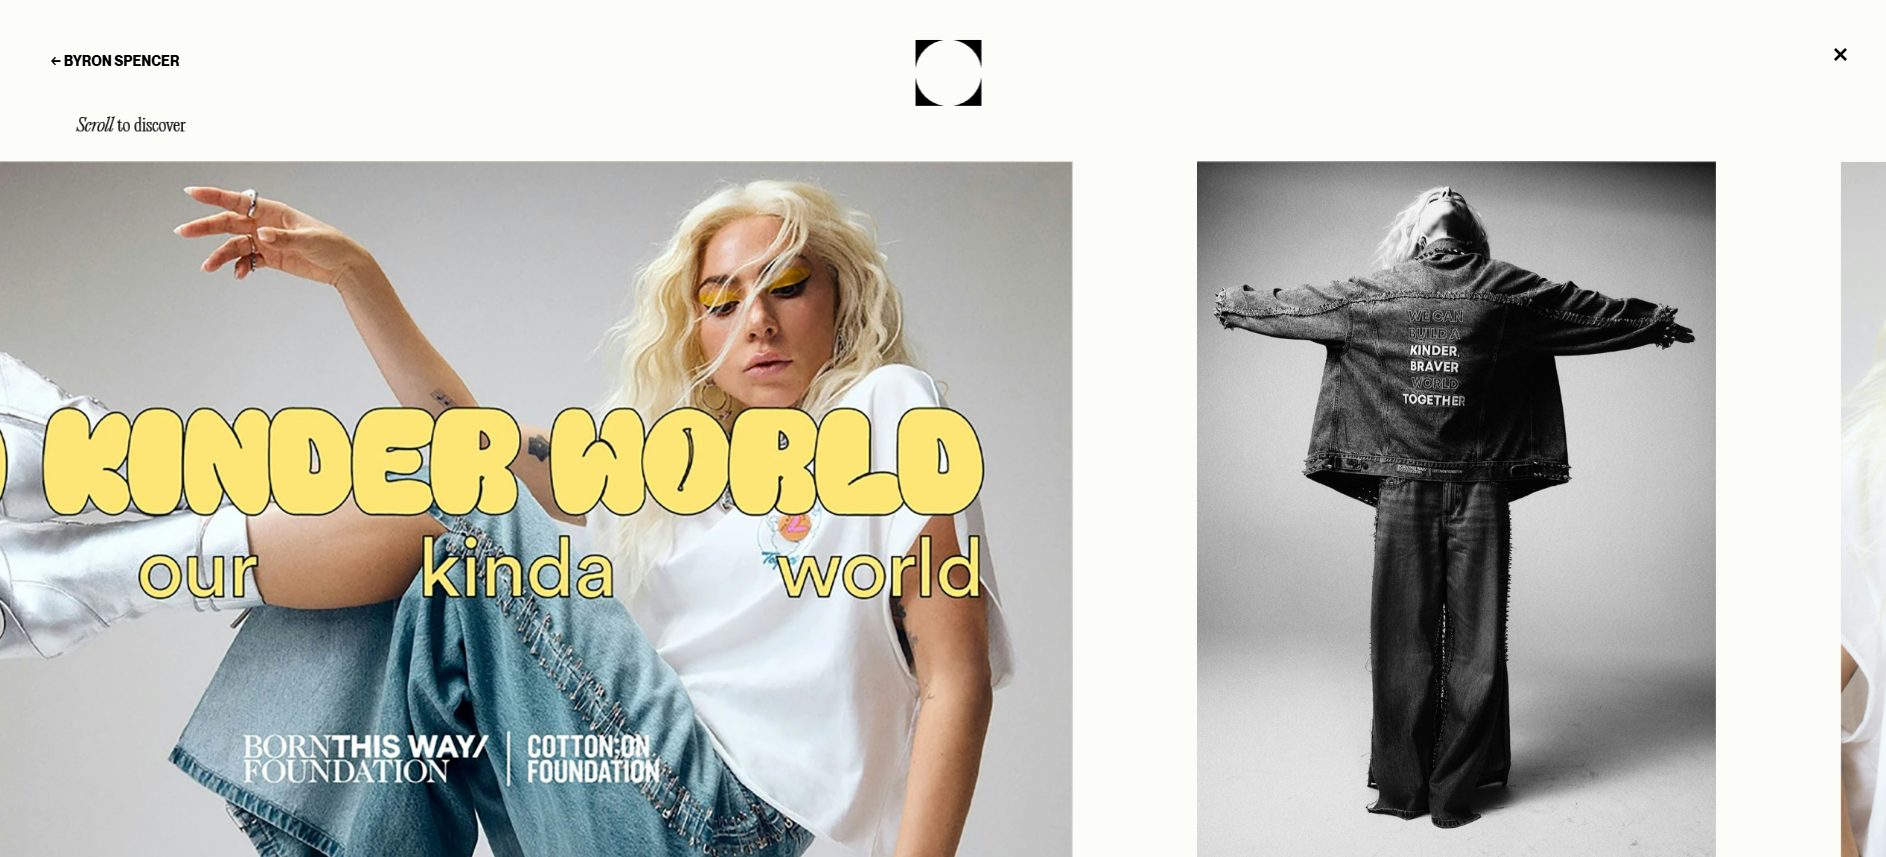 ← BYRON SPENCER
Scroll to discover
KINDER WORLD
our kinda world
BORN THIS WAY/
FOUNDATION
COTTON:ON
FOUNDATION
WE CAN
BUILD A
KINDER,
BRAVER
WORLD
TOGETHER